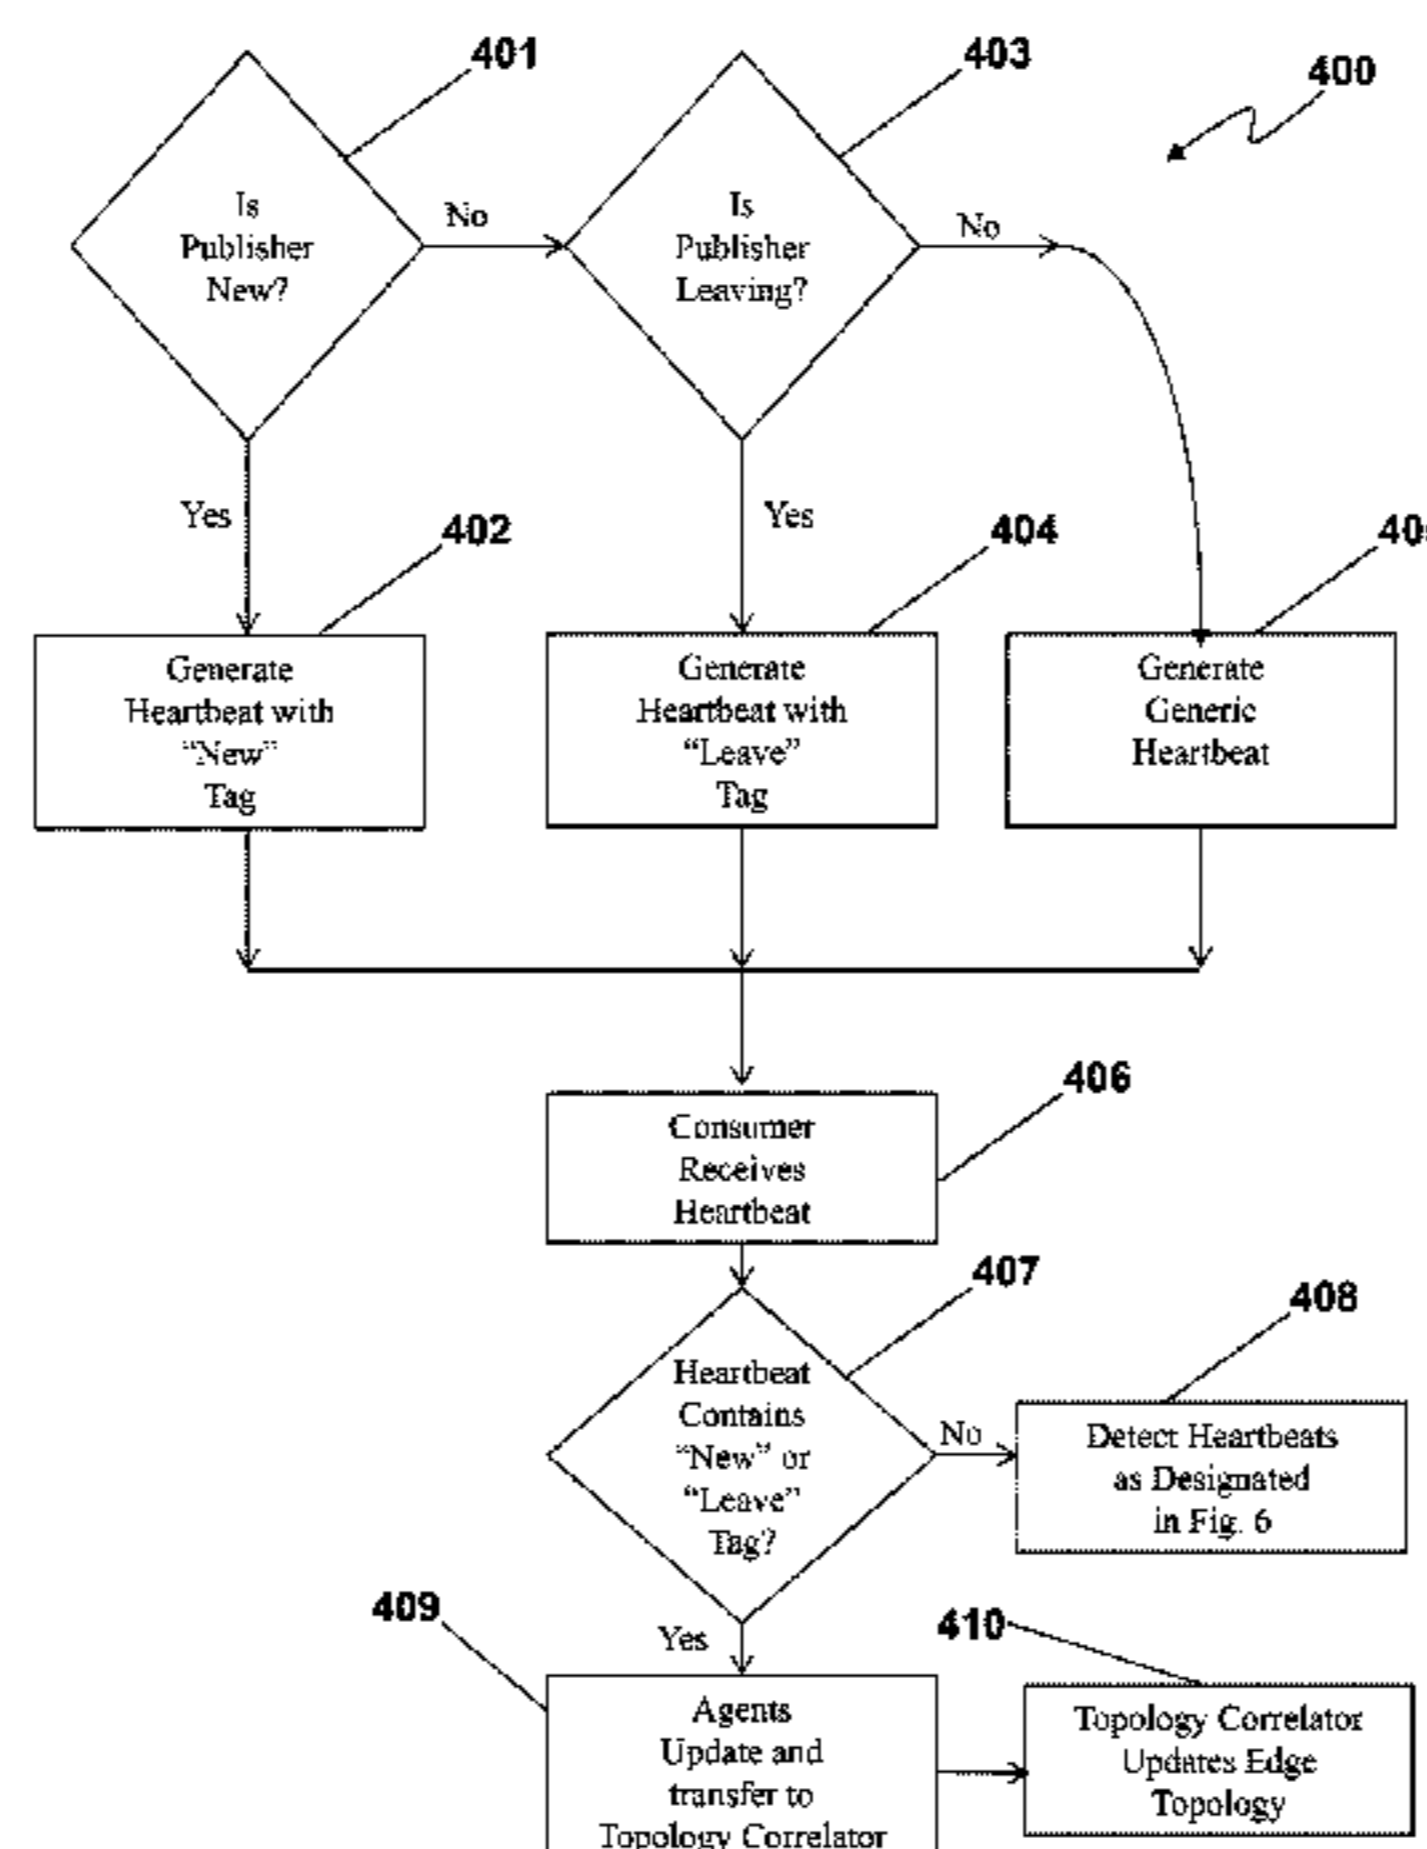 401
403
400
Is
Publisher
New?
No
Is
Publisher
Leaving?
No
Yes
402
Yes
404
Generate
Heartbeat with
“New”
Tag
Generate
Heartbeat with
“Leave”
Tag
Generate
Generic
Heartbeat
406
Consumer
Receives
Heartbeat
407
408
Heartbeat
Contains
“New” or
“Leave”
Tag?
No
Detect Heartbeats
as Designated
in Fig. 6
409
Yes
410
Agents
Update and
transfer to
Topology Correlator
Topology Correlator
Updates Edge
Topology